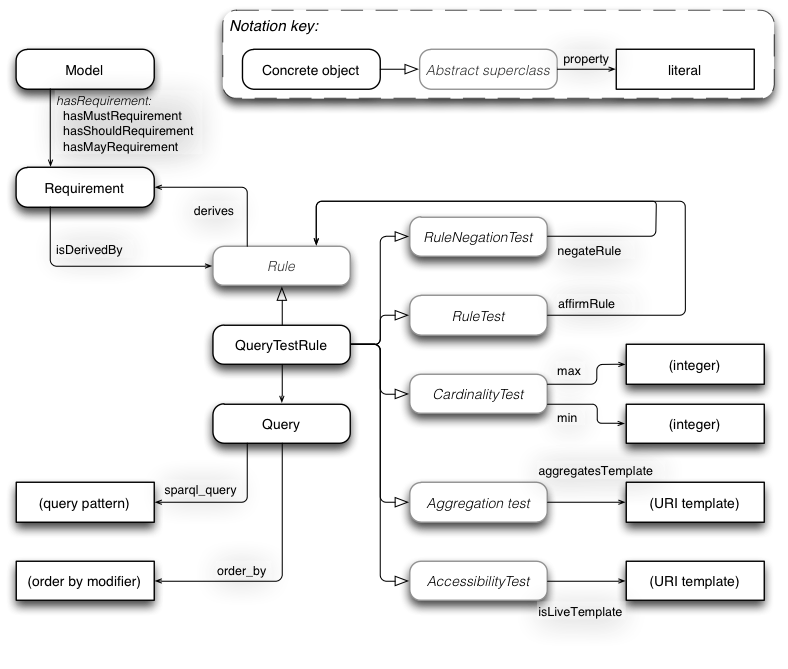 Notation key:
Concrete object
Abstract superclass
property
literal
Model
hasRequirement:
hasMustRequirement
hasShouldRequirement
hasMayRequirement
Requirement
derives
isDerivedBy
Rule
RuleNegationTest
negateRule
affirmRule
RuleTest
QueryTestRule
max
(integer)
CardinalityTest
min
(integer)
Query
aggregatesTemplate
sparql_query
(query pattern)
Aggregation test
(URI template)
order_by
(order by modifier)
AccessibilityTest
(URI template)
isLiveTemplate